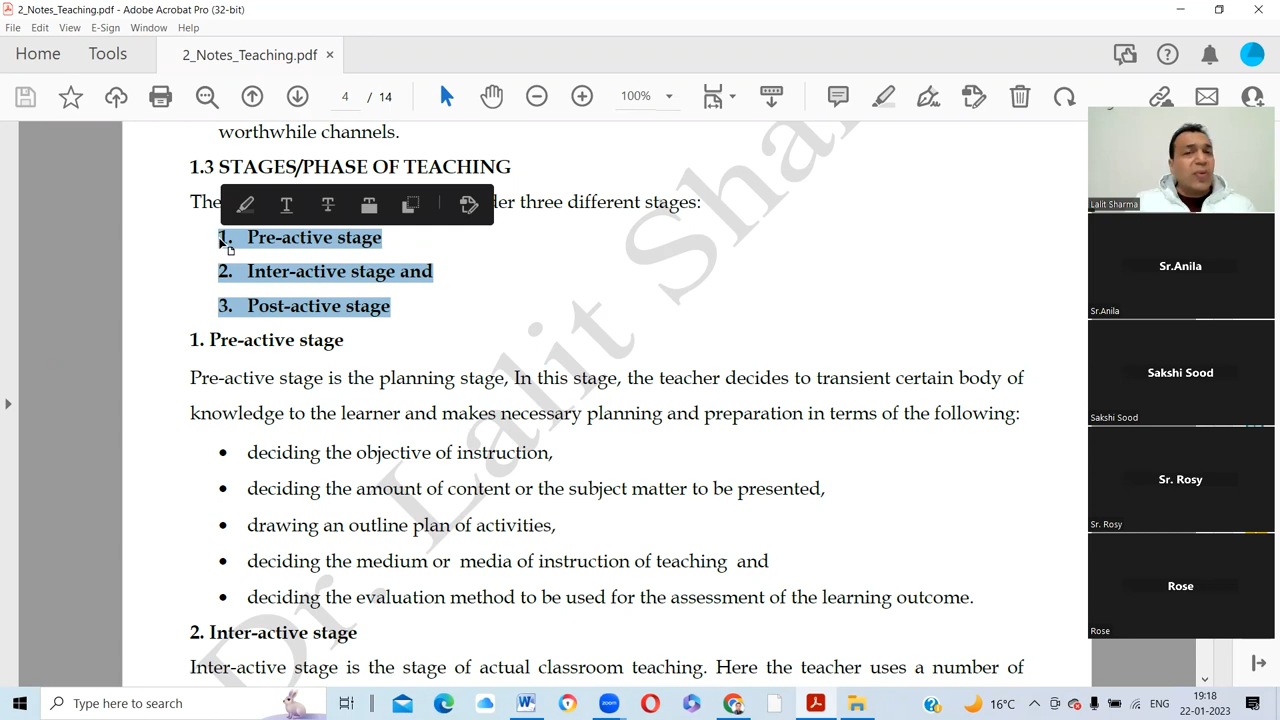 2_Notes_Teaching.pdf - Adobe Acrobat Pro (32-bit)
File Edit View E-Sign Window Help
Home Tools 2_Notes_Teaching.pdf ×
4 / 14 100%
worthwhile channels.
1.3 STAGES/PHASE OF TEACHING
The der three different stages:
1. Pre-active stage
2. Inter-active stage and
3. Post-active stage
1. Pre-active stage
Pre-active stage is the planning stage, In this stage, the teacher decides to transient certain body of
knowledge to the learner and makes necessary planning and preparation in terms of the following:
• deciding the objective of instruction,
• deciding the amount of content or the subject matter to be presented,
• drawing an outline plan of activities,
• deciding the medium or media of instruction of teaching and
• deciding the evaluation method to be used for the assessment of the learning outcome.
2. Inter-active stage
Inter-active stage is the stage of actual classroom teaching. Here the teacher uses a number of
Dr. Lalit Sha
Lalit Sharma
Sr.Anila
Sr.Anila
Sakshi Sood
Sakshi Sood
Sr. Rosy
Sr. Rosy
Rose
Rose
Type here to search
zoom
16°C
ENG
19:18
22-01-2023